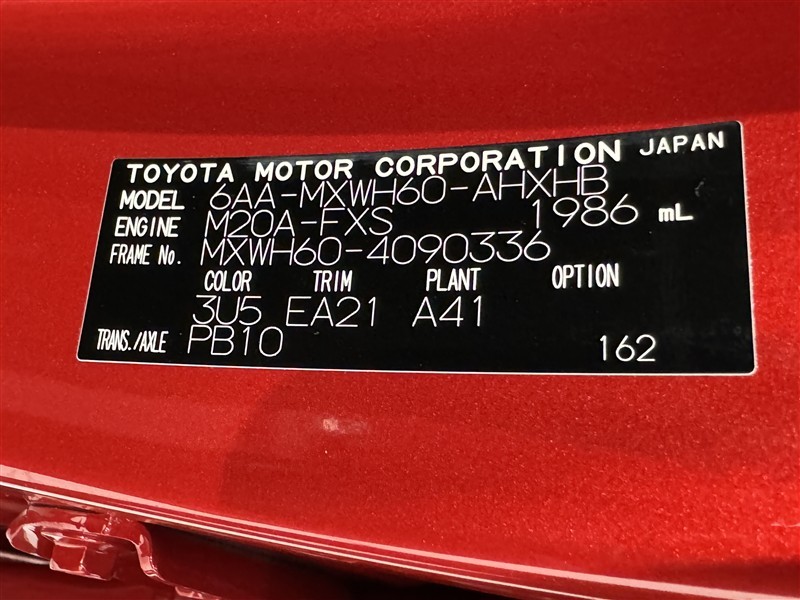 TOYOTA MOTOR CORPORATION JAPAN
MODEL 6AA-MXWH60-AHXHB
ENGINE M20A-FXS 1986 mL
FRAME No. MXWH60-4090336
COLOR TRIM PLANT OPTION
3U5 EA21 A41
TRANS./AXLE PB10 162